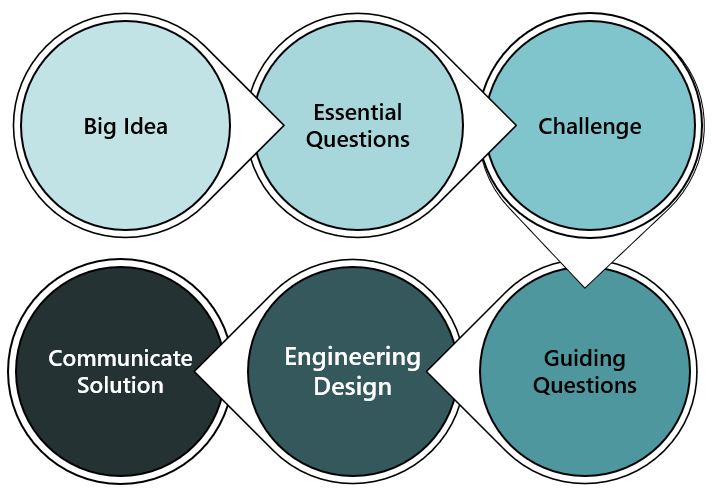 Big Idea
Essential
Questions
Challenge
Guiding
Questions
Engineering
Design
Communicate
Solution